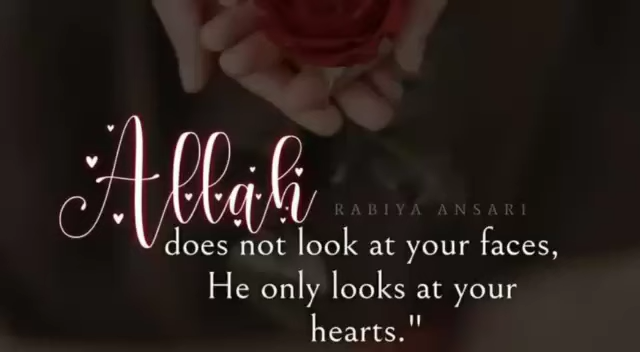 Allah
RABIYA ANSARI
does not look at your faces,
He only looks at your
hearts."